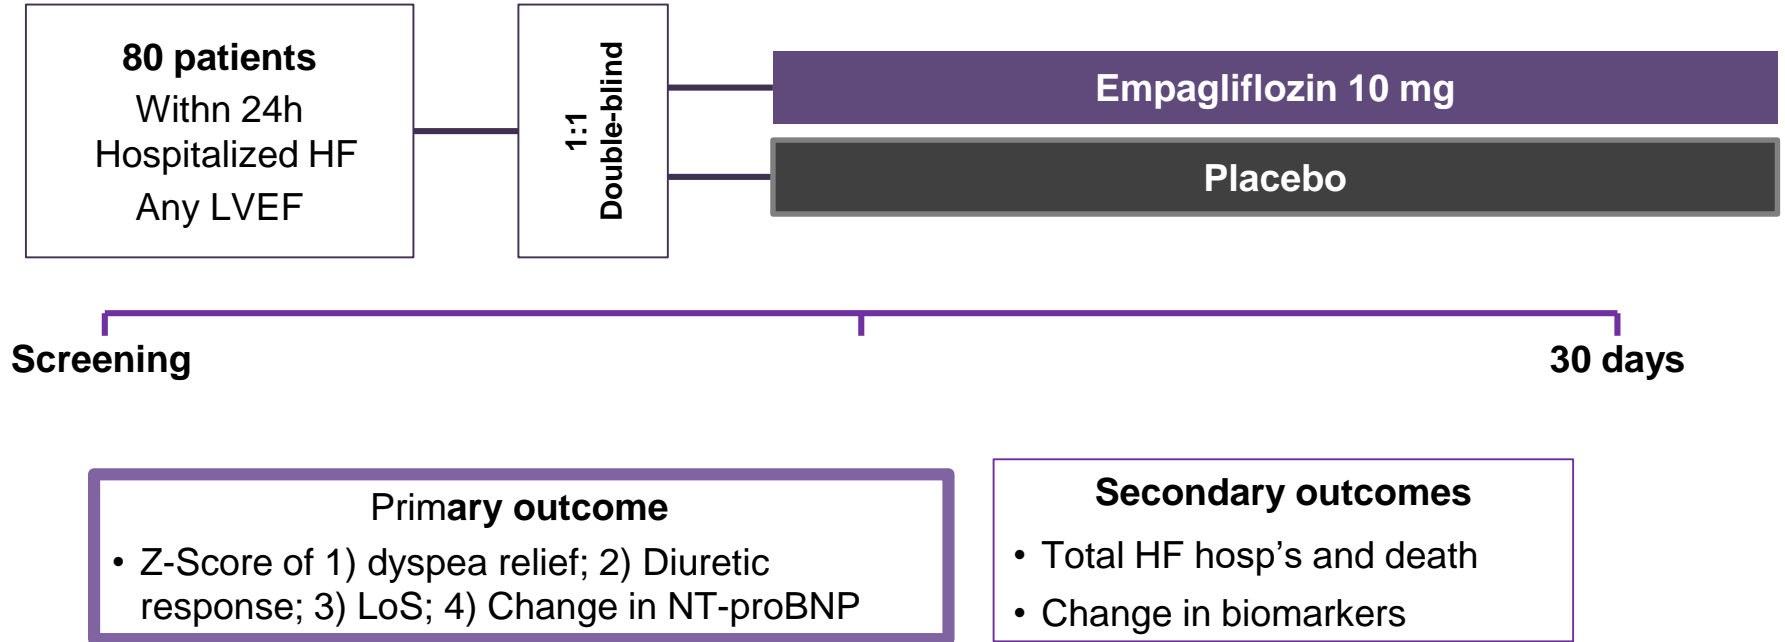 80 patients
Withn 24h
Hospitalized HF
Any LVEF
1:1
Double-blind
Empagliflozin 10 mg
Placebo
Screening
30 days
Primary outcome
• Z-Score of 1) dyspea relief; 2) Diuretic
response; 3) LoS; 4) Change in NT-proBNP
Secondary outcomes
• Total HF hosp's and death
• Change in biomarkers